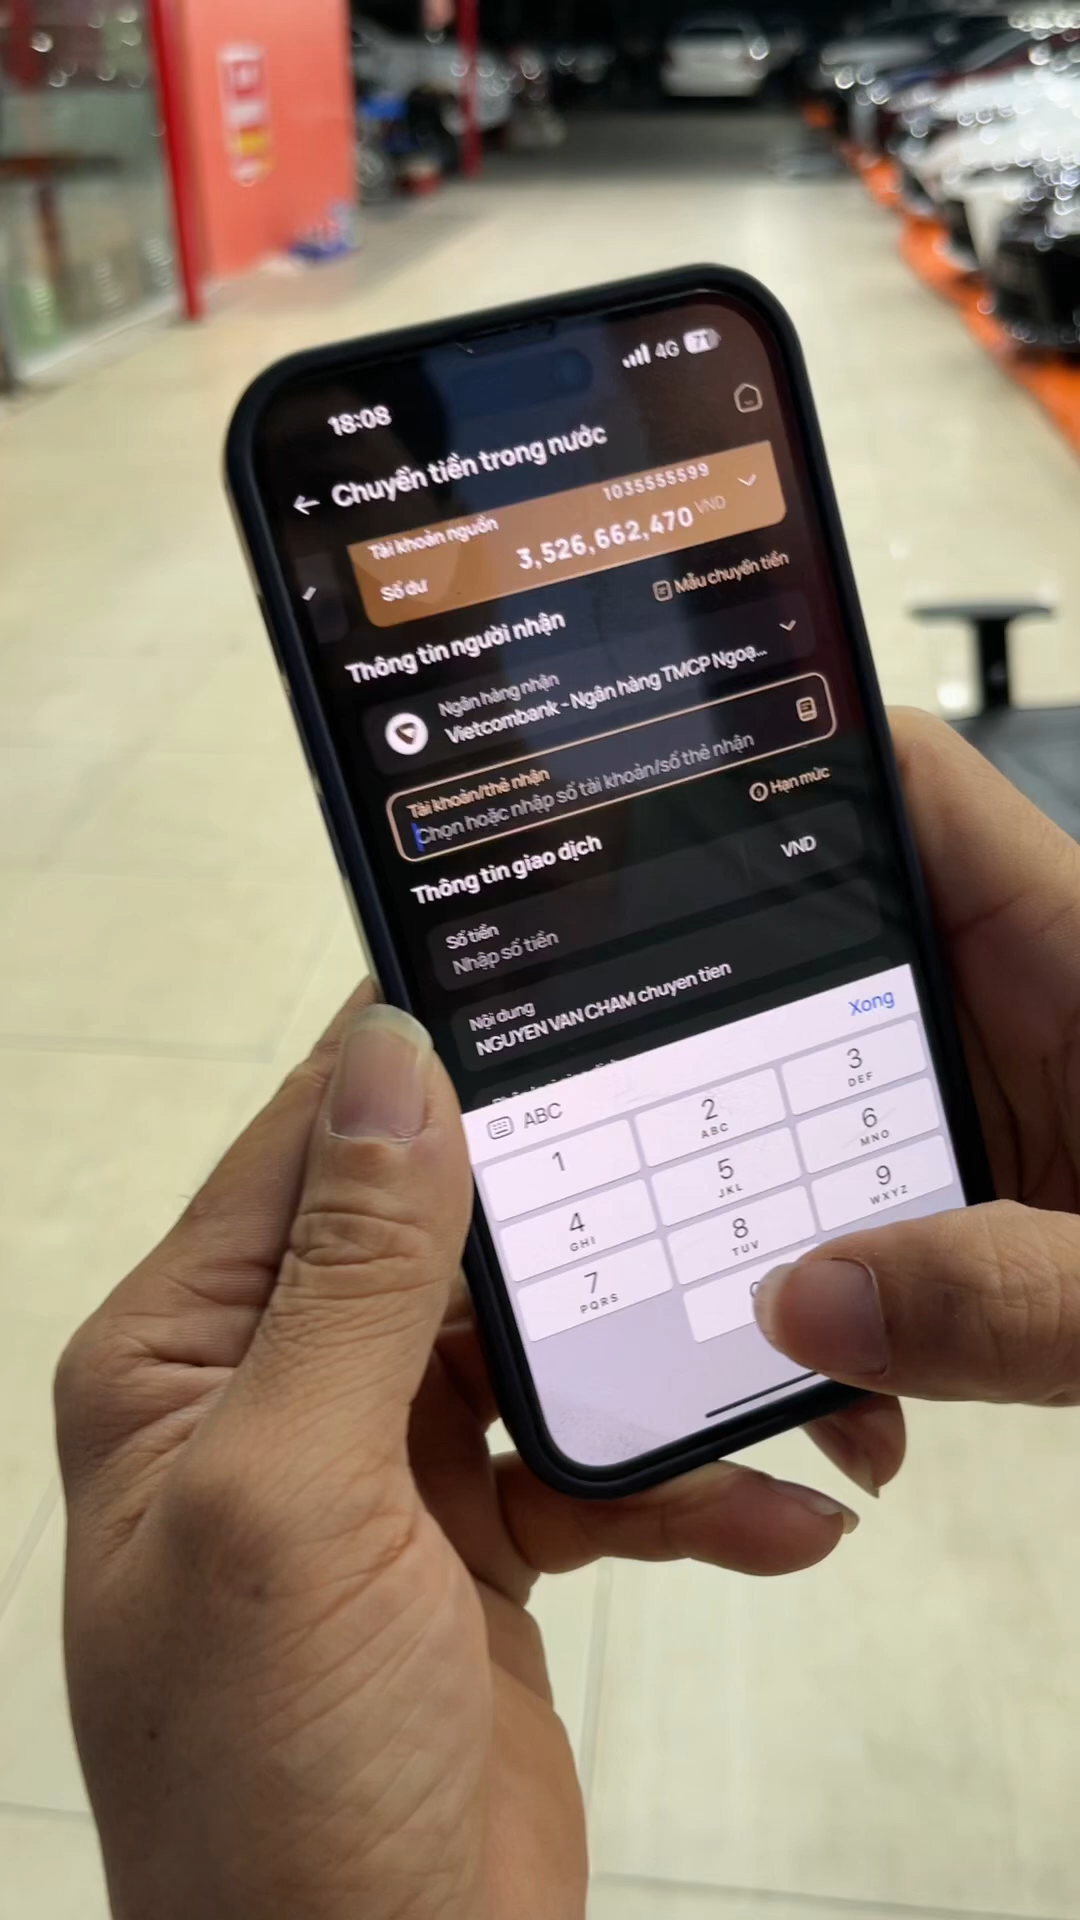 18:08
4G 71
Chuyển tiền trong nước
Tài khoản nguồn 1035555599
Số dư 3,526,662,470 VND
Thông tin người nhận Mẫu chuyển tiền
Ngân hàng nhận
Vietcombank - Ngân hàng TMCP Ngoạ...
Tài khoản/thẻ nhận
Chọn hoặc nhập số tài khoản/số thẻ nhận
Thông tin giao dịch Hạn mức
Số tiền VND
Nhập số tiền
Nội dung
NGUYEN VAN CHAM chuyen tien
ABC Xong
1 2 3
ABC DEF
4 5 6
GHI JKL MNO
7 8 9
PQRS TUV WXYZ